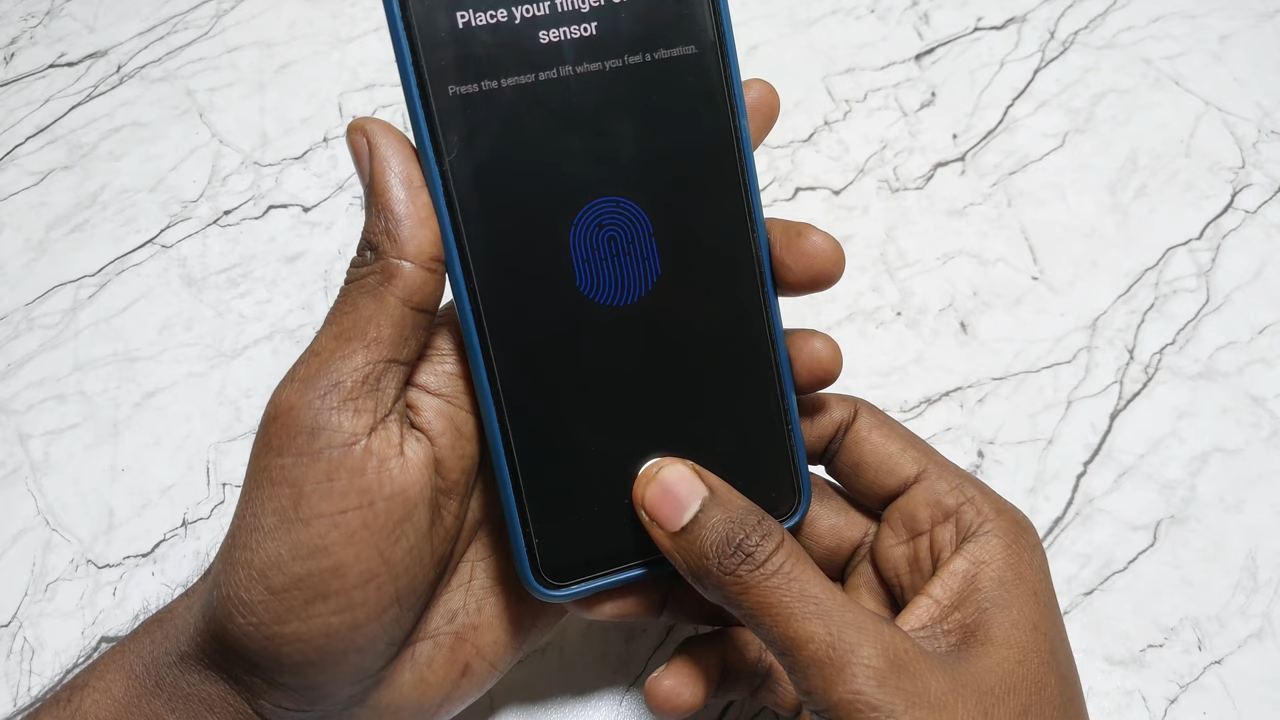 Place your finger
sensor
Press the sensor and lift when you feel a vibration.